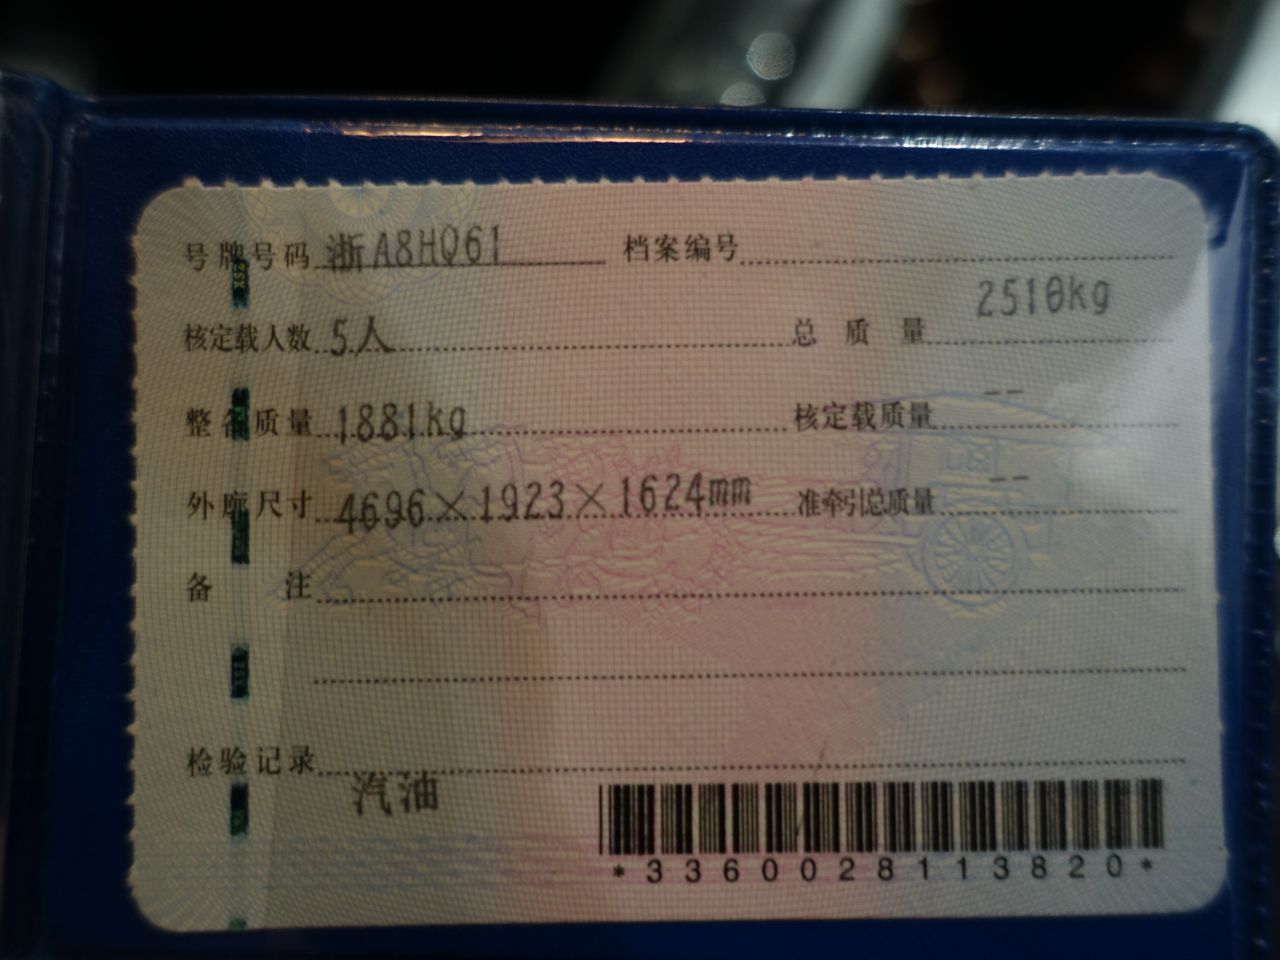 号牌号码 浙A8HQ61 档案编号
核定载人数 5人 总质量 2510kg
整备质量 1881kg 核定载质量 --
外廓尺寸 4696×1923×1624mm 准牵引总质量 --
备注
检验记录
汽油
*3360028113820*